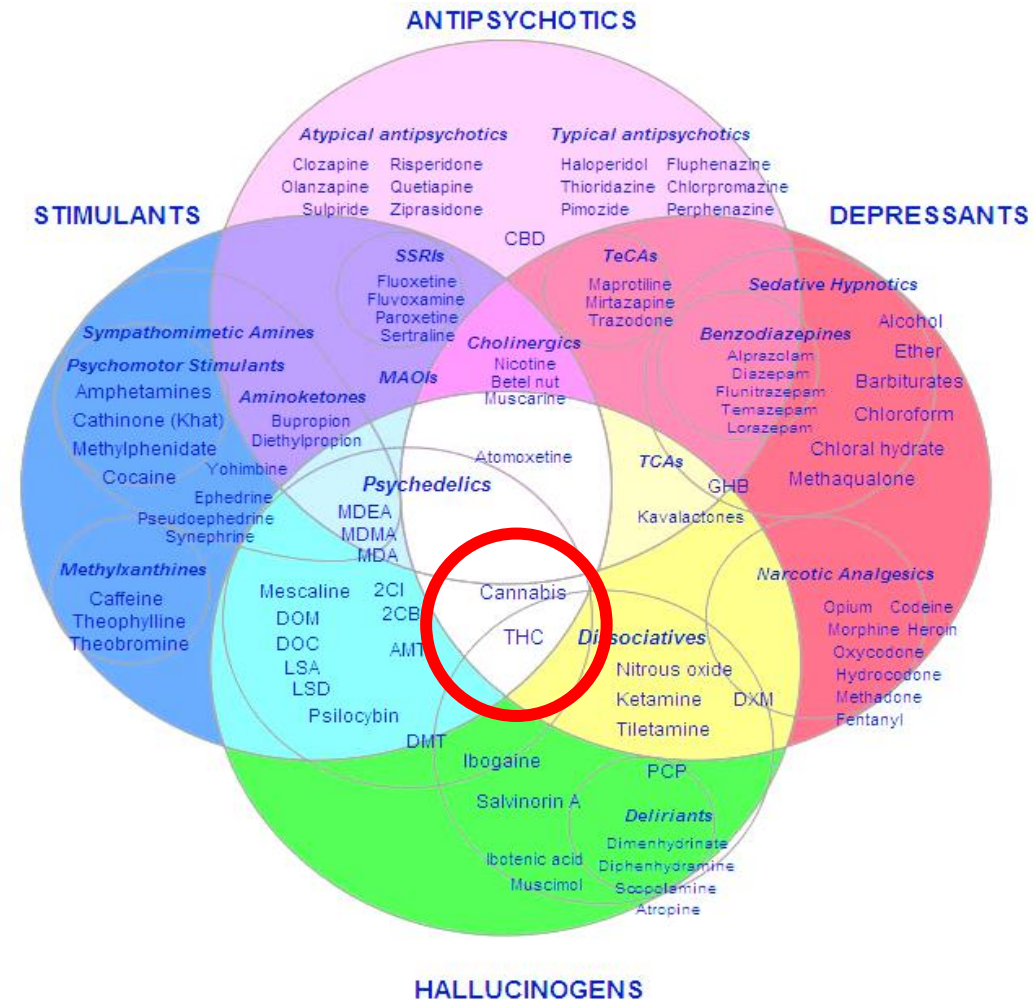 ANTIPSYCHOTICS
Atypical antipsychotics
Clozapine Risperidone
Olanzapine Quetiapine
Sulpiride Ziprasidone
Typical antipsychotics
Haloperidol Fluphenazine
Thioridazine Chlorpromazine
Pimozide Perphenazine
STIMULANTS
DEPRESSANTS
CBD
SSRIs
Fluoxetine
Fluvoxamine
Paroxetine
Sertraline
TeCAs
Maprotiline
Mirtazapine
Trazodone
Sedative Hypnotics
Alcohol
Ether
Barbiturates
Chloroform
Chloral hydrate
Methaqualone
Benzodiazepines
Alprazolam
Diazepam
Flunitrazepam
Temazepam
Lorazepam
Sympathomimetic Amines
Psychomotor Stimulants
Amphetamines
Cathinone (Khat)
Methylphenidate
Cocaine
Cholinergics
Nicotine
Betel nut
Muscarine
MAOIs
Aminoketones
Bupropion
Diethylpropion
Yohimbine
Ephedrine
Pseudoephedrine
Synephrine
Atomoxetine
TCAs
GHB
Kavalactones
Psychedelics
MDEA
MDMA
MDA
Methylxanthines
Caffeine
Theophylline
Theobromine
Mescaline
DOM
DOC
LSA
LSD
Psilocybin
2CI
2CB
AMT
DMT
Cannabis
THC
Dissociatives
Nitrous oxide
Ketamine
Tiletamine
DXM
Narcotic Analgesics
Opium Codeine
Morphine Heroin
Oxycodone
Hydrocodone
Methadone
Fentanyl
Ibogaine
Salvinorin A
Ibotenic acid
Muscimol
PCP
Deliriants
Dimenhydrinate
Diphenhydramine
Scopolamine
Atropine
HALLUCINOGENS